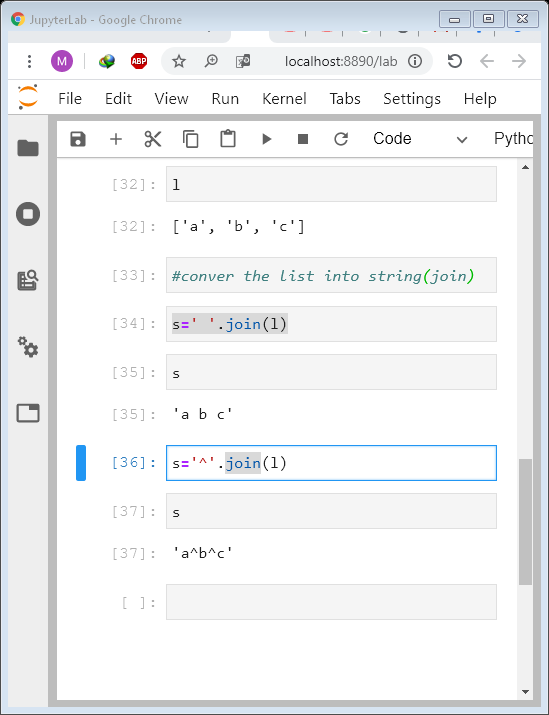 JupyterLab - Google Chrome
M
ABP
localhost:8890/lab
File Edit View Run Kernel Tabs Settings Help
Code
[32]: l
[32]: ['a', 'b', 'c']
[33]: #conver the list into string(join)
[34]: s=' '.join(l)
[35]: s
[35]: 'a b c'
[36]: s='^'.join(l)
[37]: s
[37]: 'a^b^c'
[ ]: